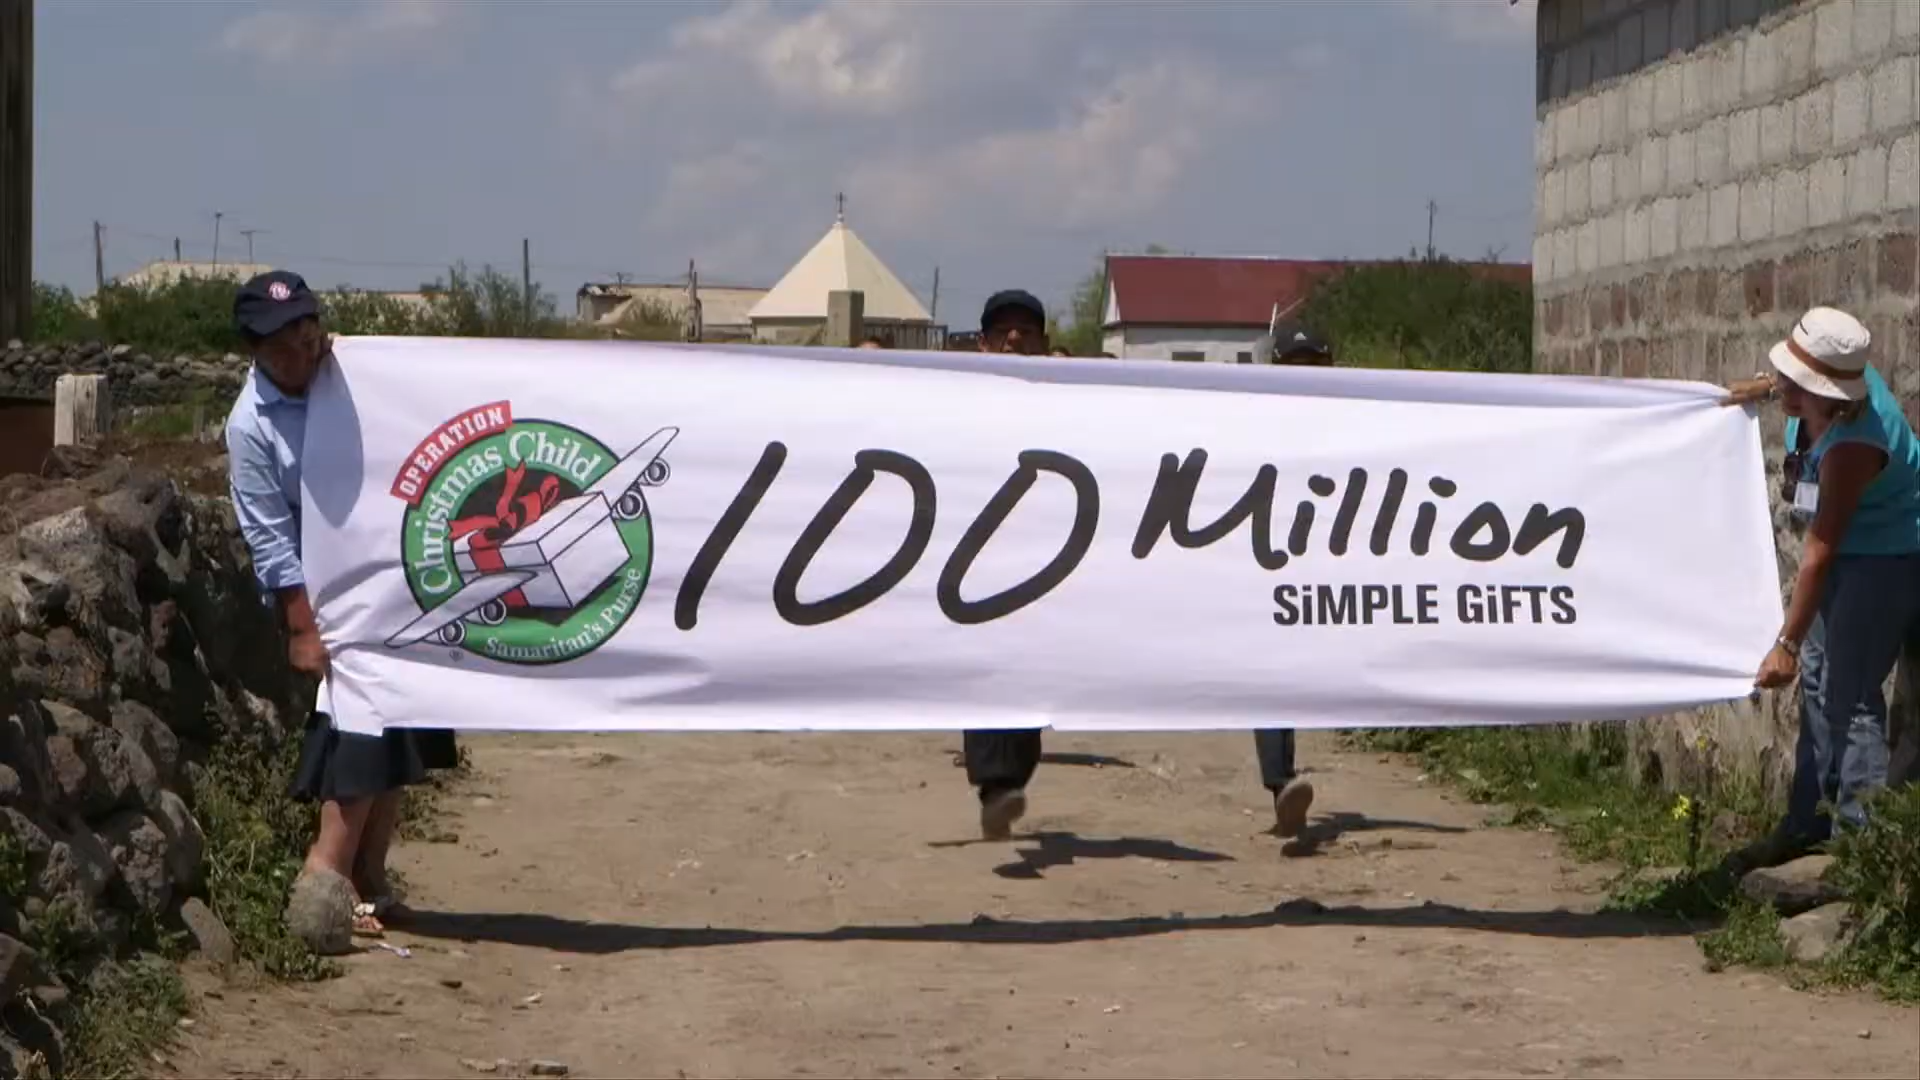 OPERATION
Christmas Child
Samaritan's Purse
®
100 Million
SiMPLE GiFTS